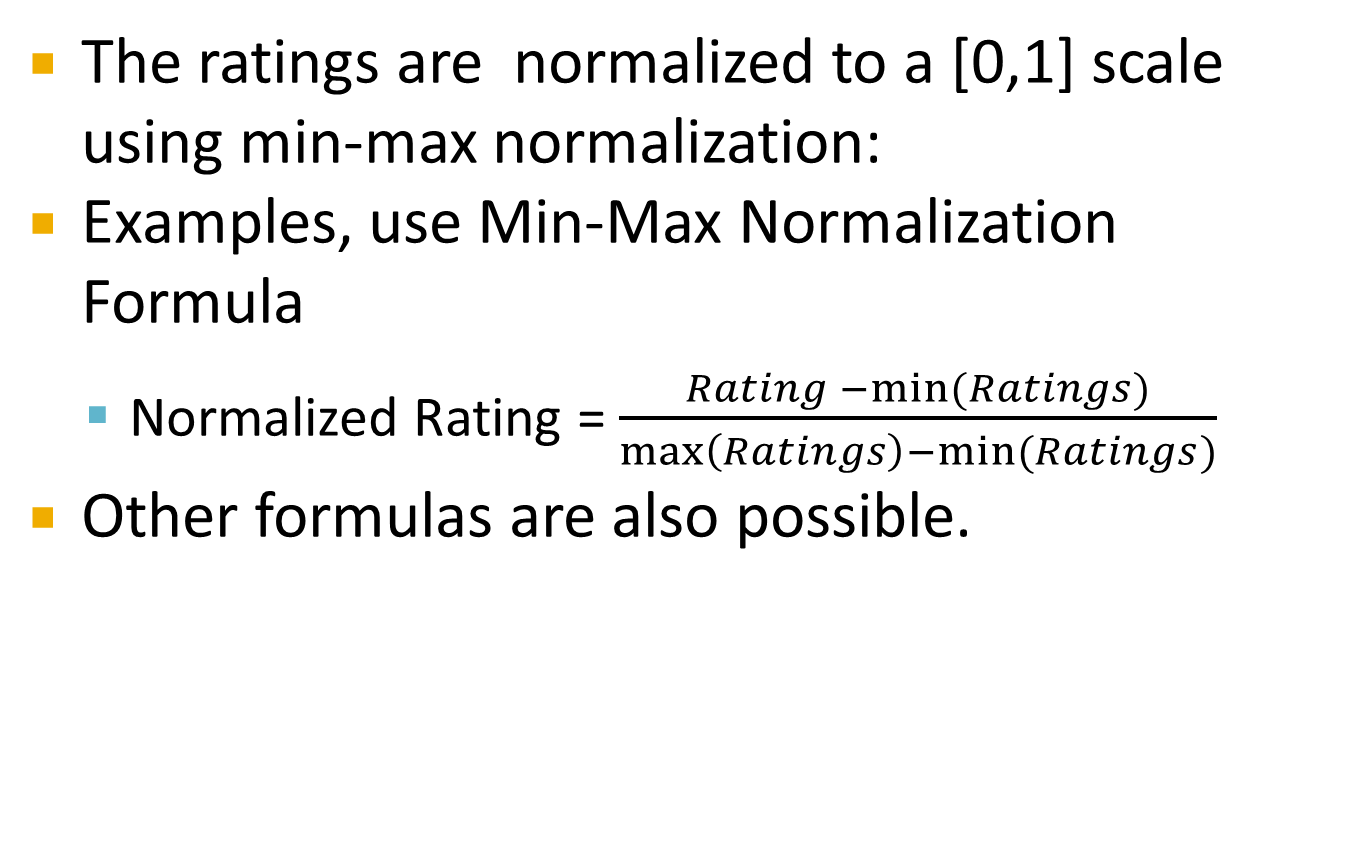 The ratings are  normalized to a [0,1] scale
using min-max normalization:
Examples, use Min-Max Normalization
Formula
Normalized Rating = \frac{Rating - \min(Ratings)}{\max(Ratings) - \min(Ratings)}
Other formulas are also possible.